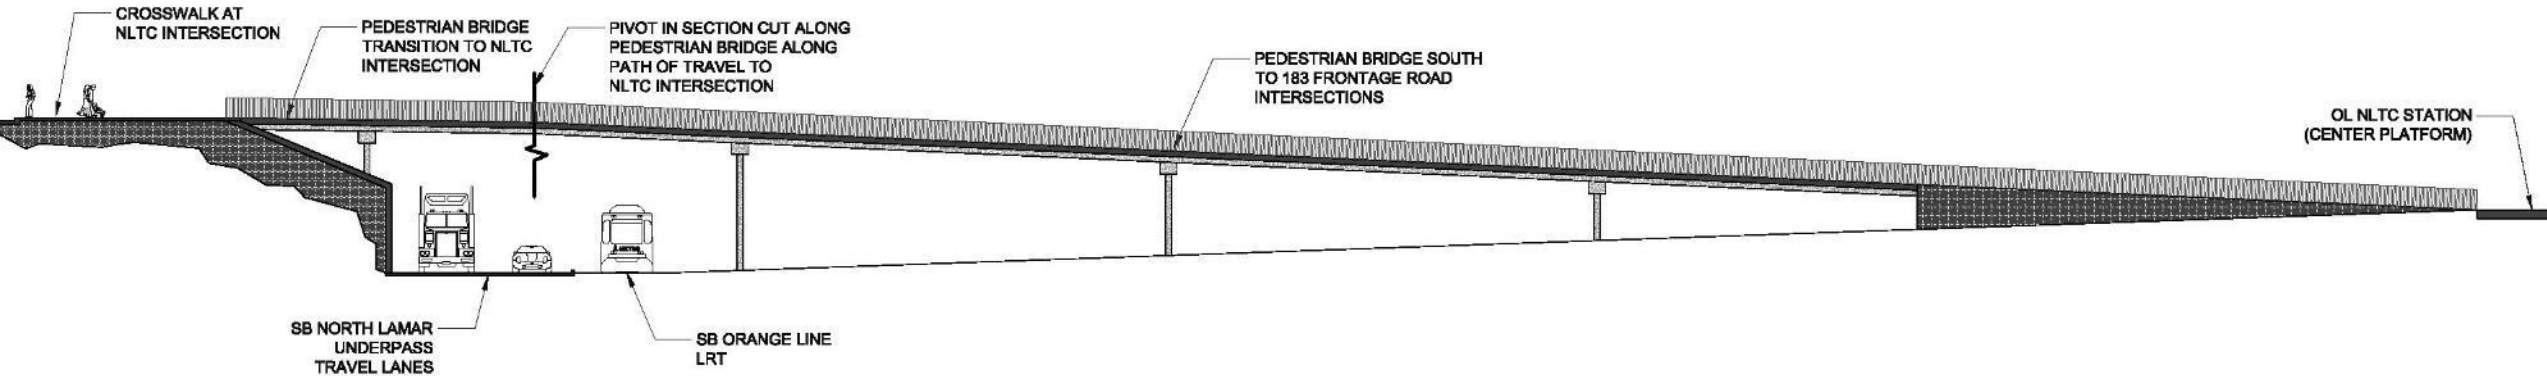 CROSSWALK AT
NLTC INTERSECTION
PEDESTRIAN BRIDGE
TRANSITION TO NLTC
INTERSECTION
PIVOT IN SECTION CUT ALONG
PEDESTRIAN BRIDGE ALONG
PATH OF TRAVEL TO
NLTC INTERSECTION
PEDESTRIAN BRIDGE SOUTH
TO 183 FRONTAGE ROAD
INTERSECTIONS
OL NLTC STATION
(CENTER PLATFORM)
SB NORTH LAMAR
UNDERPASS
TRAVEL LANES
SB ORANGE LINE
LRT